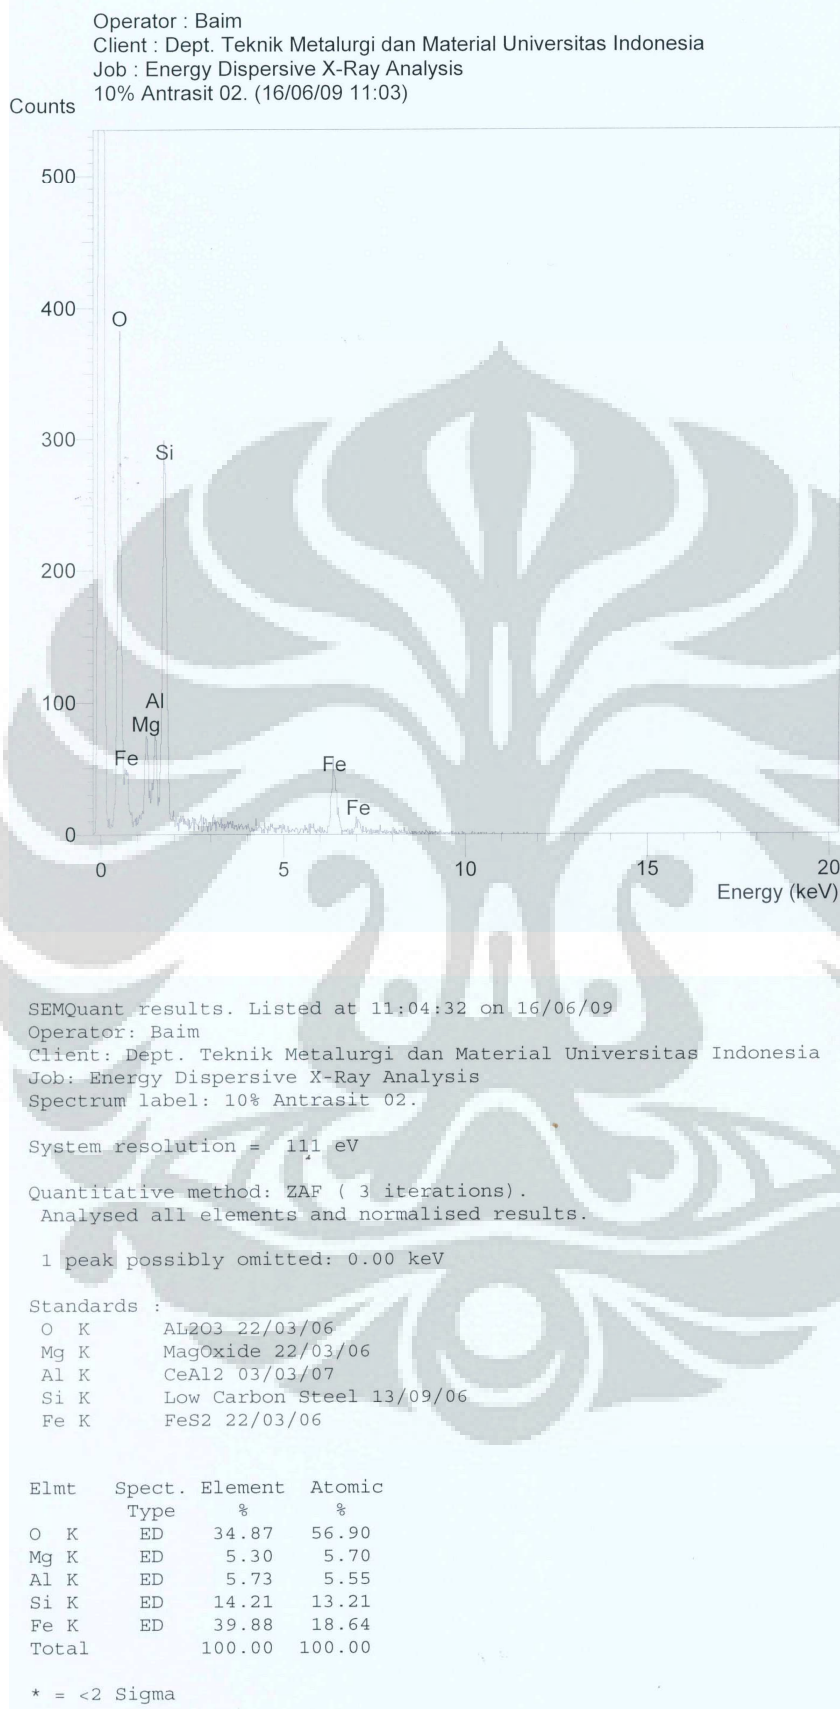 Operator : Baim
Client : Dept. Teknik Metalurgi dan Material Universitas Indonesia
Job : Energy Dispersive X-Ray Analysis
10% Antrasit 02. (16/06/09 11:03)
Counts
500
400
300
200
100
0
O
Si
Al
Mg
Fe
Fe
Fe
0 5 10 15 20
Energy (keV)
SEMQuant results. Listed at 11:04:32 on 16/06/09
Operator: Baim
Client: Dept. Teknik Metalurgi dan Material Universitas Indonesia
Job: Energy Dispersive X-Ray Analysis
Spectrum label: 10% Antrasit 02.
System resolution = 111 eV
Quantitative method: ZAF ( 3 iterations).
Analysed all elements and normalised results.
1 peak possibly omitted: 0.00 keV
Standards :
O K AL2O3 22/03/06
Mg K MagOxide 22/03/06
Al K CeAl2 03/03/07
Si K Low Carbon Steel 13/09/06
Fe K FeS2 22/03/06
Elmt Spect. Element Atomic
Type % %
O K ED 34.87 56.90
Mg K ED 5.30 5.70
Al K ED 5.73 5.55
Si K ED 14.21 13.21
Fe K ED 39.88 18.64
Total 100.00 100.00
* = <2 Sigma